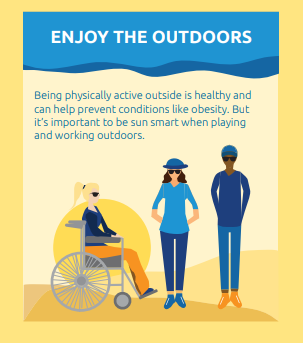 ENJOY THE OUTDOORS
Being physically active outside is healthy and
can help prevent conditions like obesity. But
it's important to be sun smart when playing
and working outdoors.